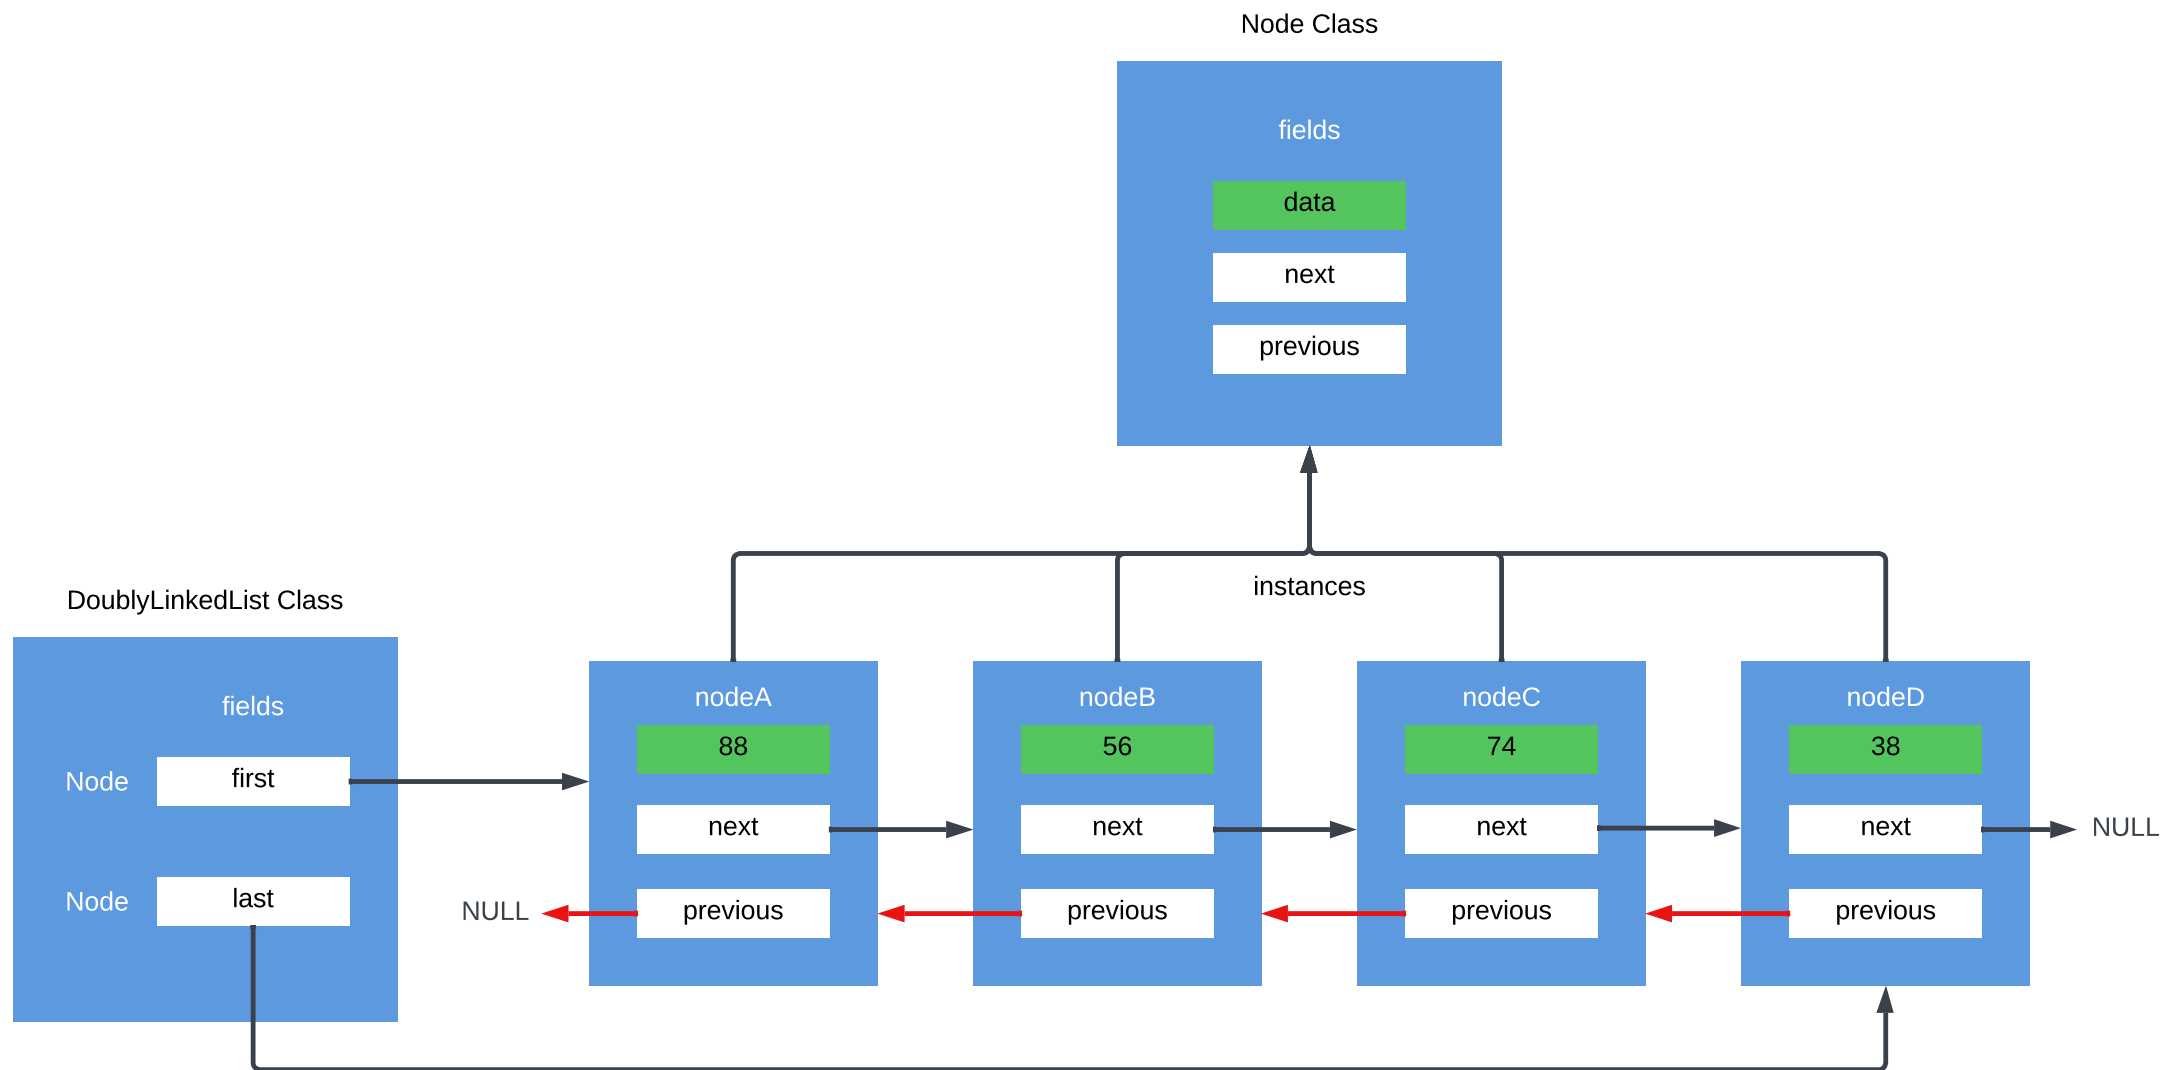 Node Class
fields
data
next
previous
instances
DoublyLinkedList Class
fields
Node first
Node last
nodeA
88
next
previous
NULL
nodeB
56
next
previous
nodeC
74
next
previous
nodeD
38
next
previous
NULL